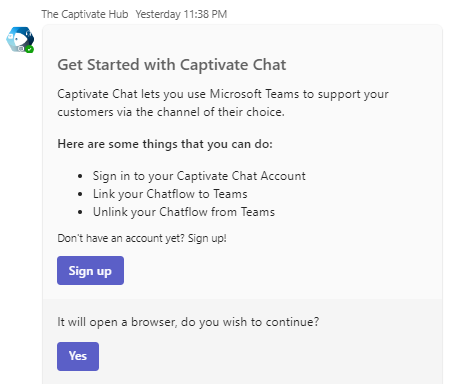 The Captivate Hub Yesterday 11:38 PM
Get Started with Captivate Chat
Captivate Chat lets you use Microsoft Teams to support your
customers via the channel of their choice.
Here are some things that you can do:
• Sign in to your Captivate Chat Account
• Link your Chatflow to Teams
• Unlink your Chatflow from Teams
Don't have an account yet? Sign up!
Sign up
It will open a browser, do you wish to continue?
Yes